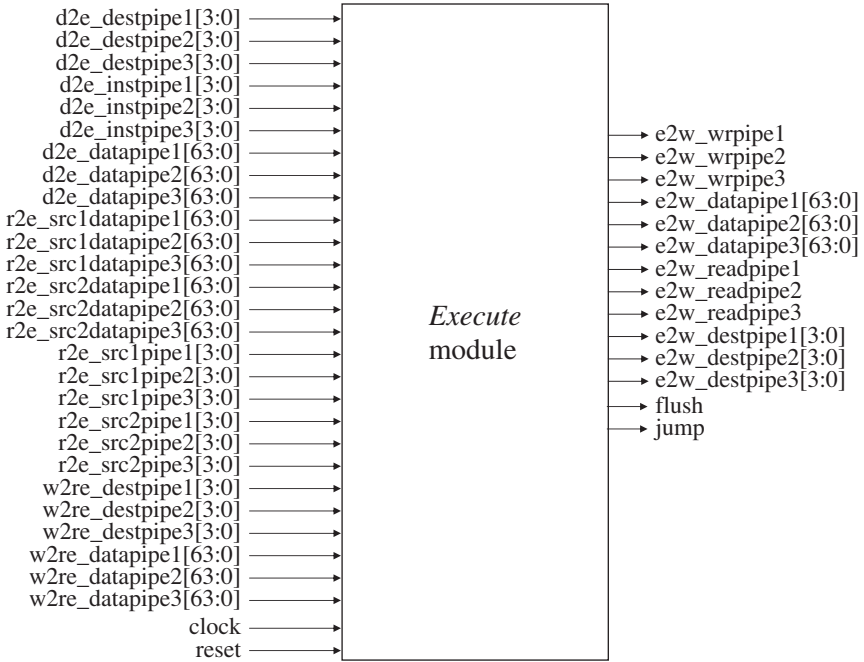 d2e_destpipe1[3:0]
d2e_destpipe2[3:0]
d2e_destpipe3[3:0]
d2e_instpipe1[3:0]
d2e_instpipe2[3:0]
d2e_instpipe3[3:0]
d2e_datapipe1[63:0]
d2e_datapipe2[63:0]
d2e_datapipe3[63:0]
r2e_src1datapipe1[63:0]
r2e_src1datapipe2[63:0]
r2e_src1datapipe3[63:0]
r2e_src2datapipe1[63:0]
r2e_src2datapipe2[63:0]
r2e_src2datapipe3[63:0]
r2e_src1pipe1[3:0]
r2e_src1pipe2[3:0]
r2e_src1pipe3[3:0]
r2e_src2pipe1[3:0]
r2e_src2pipe2[3:0]
r2e_src2pipe3[3:0]
w2re_destpipe1[3:0]
w2re_destpipe2[3:0]
w2re_destpipe3[3:0]
w2re_datapipe1[63:0]
w2re_datapipe2[63:0]
w2re_datapipe3[63:0]
clock
reset
Execute
module
e2w_wrpipe1
e2w_wrpipe2
e2w_wrpipe3
e2w_datapipe1[63:0]
e2w_datapipe2[63:0]
e2w_datapipe3[63:0]
e2w_readpipe1
e2w_readpipe2
e2w_readpipe3
e2w_destpipe1[3:0]
e2w_destpipe2[3:0]
e2w_destpipe3[3:0]
flush
jump